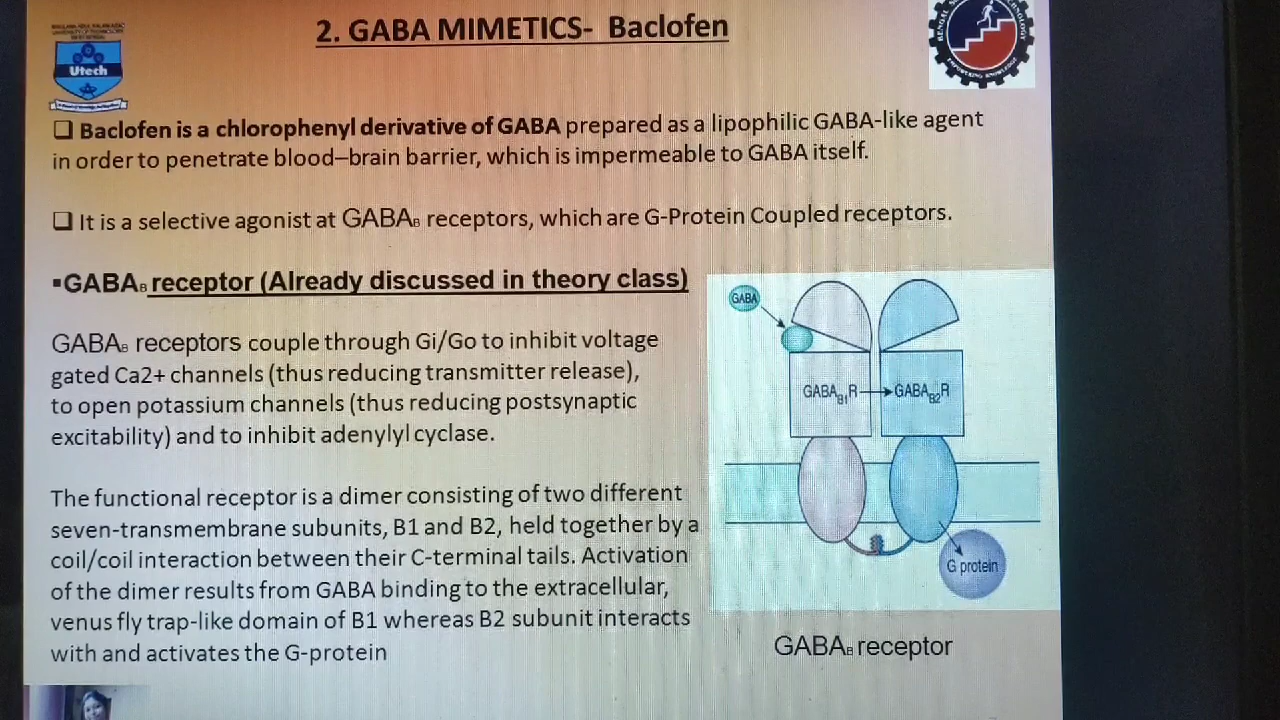 2. GABA MIMETICS- Baclofen
Utech
EMPOWERING KNOWLEDGE
❑ Baclofen is a chlorophenyl derivative of GABA prepared as a lipophilic GABA-like agent
in order to penetrate blood–brain barrier, which is impermeable to GABA itself.
❑ It is a selective agonist at GABAB receptors, which are G-Protein Coupled receptors.
▪GABAB receptor (Already discussed in theory class)
GABAB receptors couple through Gi/Go to inhibit voltage
gated Ca2+ channels (thus reducing transmitter release),
to open potassium channels (thus reducing postsynaptic
excitability) and to inhibit adenylyl cyclase.
The functional receptor is a dimer consisting of two different
seven-transmembrane subunits, B1 and B2, held together by a
coil/coil interaction between their C-terminal tails. Activation
of the dimer results from GABA binding to the extracellular,
venus fly trap-like domain of B1 whereas B2 subunit interacts
with and activates the G-protein
GABA
GABAB1R
GABAB2R
G protein
GABAB receptor